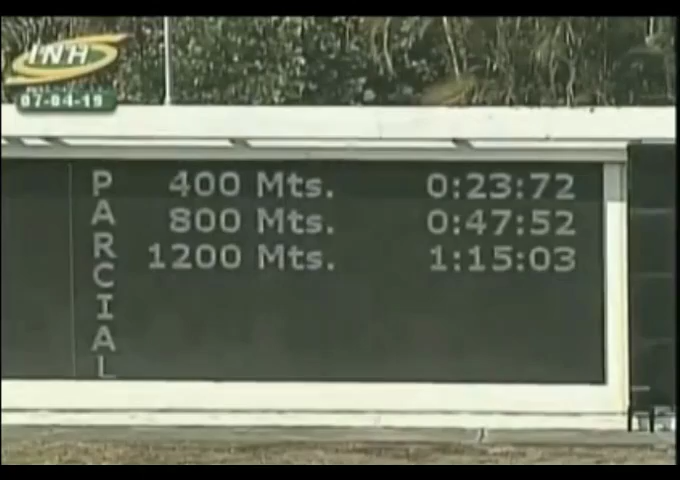 INH
07-04-19
PARCIAL
400 Mts. 0:23:72
800 Mts. 0:47:52
1200 Mts. 1:15:03